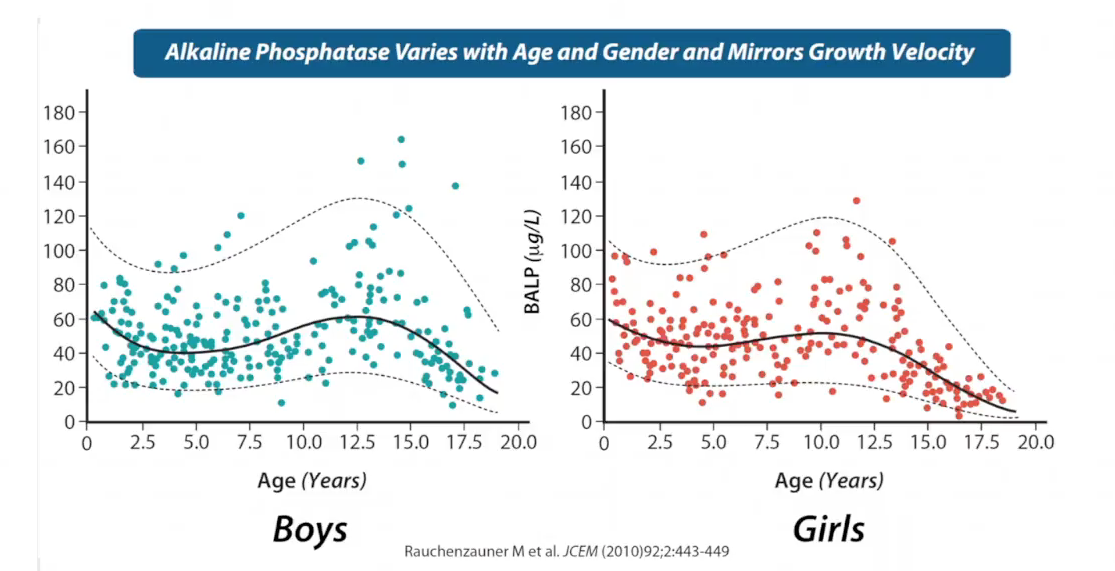 Alkaline Phosphatase Varies with Age and Gender and Mirrors Growth Velocity
180
160
140
120
100
80
60
40
20
0
0 2.5 5.0 7.5 10.0 12.5 15.0 17.5 20.0
Age (Years)
Boys
BALP (µg/L)
180
160
140
120
100
80
60
40
20
0
0 2.5 5.0 7.5 10.0 12.5 15.0 17.5 20.0
Age (Years)
Girls
Rauchenzauner M et al. JCEM (2010)92;2:443-449